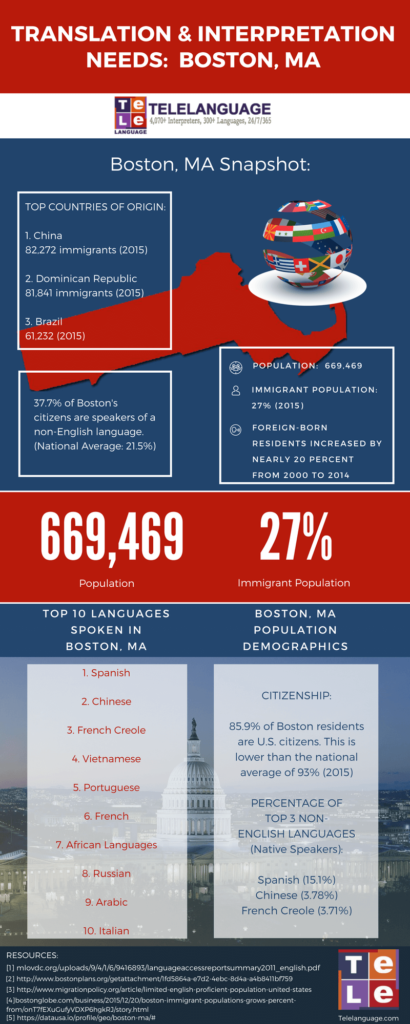 TRANSLATION & INTERPRETATION
NEEDS: BOSTON, MA
TeLe
LANGUAGE
TELELANGUAGE
4,070+ Interpreters, 300+ Languages, 24/7/365
Boston, MA Snapshot:
TOP COUNTRIES OF ORIGIN:
1. China
82,272 immigrants (2015)
2. Dominican Republic
81,841 immigrants (2015)
3. Brazil
61,232 (2015)
37.7% of Boston's
citizens are speakers of a
non-English language.
(National Average: 21.5%)
POPULATION: 669,469
IMMIGRANT POPULATION:
27% (2015)
FOREIGN-BORN
RESIDENTS INCREASED BY
NEARLY 20 PERCENT
FROM 2000 TO 2014
669,469
Population
27%
Immigrant Population
TOP 10 LANGUAGES
SPOKEN IN
BOSTON, MA
1. Spanish
2. Chinese
3. French Creole
4. Vietnamese
5. Portuguese
6. French
7. African Languages
8. Russian
9. Arabic
10. Italian
BOSTON, MA
POPULATION
DEMOGRAPHICS
CITIZENSHIP:
85.9% of Boston residents
are U.S. citizens. This is
lower than the national
average of 93% (2015)
PERCENTAGE OF
TOP 3 NON-
ENGLISH LANGUAGES
(Native Speakers):
Spanish (15.1%)
Chinese (3.78%)
French Creole (3.71%)
RESOURCES:
[1] mlovdc.org/uploads/9/4/1/6/9416893/languageaccessreportsummary2011_english.pdf
[2] http://www.bostonplans.org/getattachment/1fd5864a-e7d2-4ebc-8d4a-a4b8411bf759
[3] http://www.migrationpolicy.org/article/limited-english-proficient-population-united-states
[4]bostonglobe.com/business/2015/12/20/boston-immigrant-populations-grows-percent-
from/onT7fEXuGufyVDXP6hgkRJ/story.html
[5] https://datausa.io/profile/geo/boston-ma/#
TeLe
Telelanguage.com